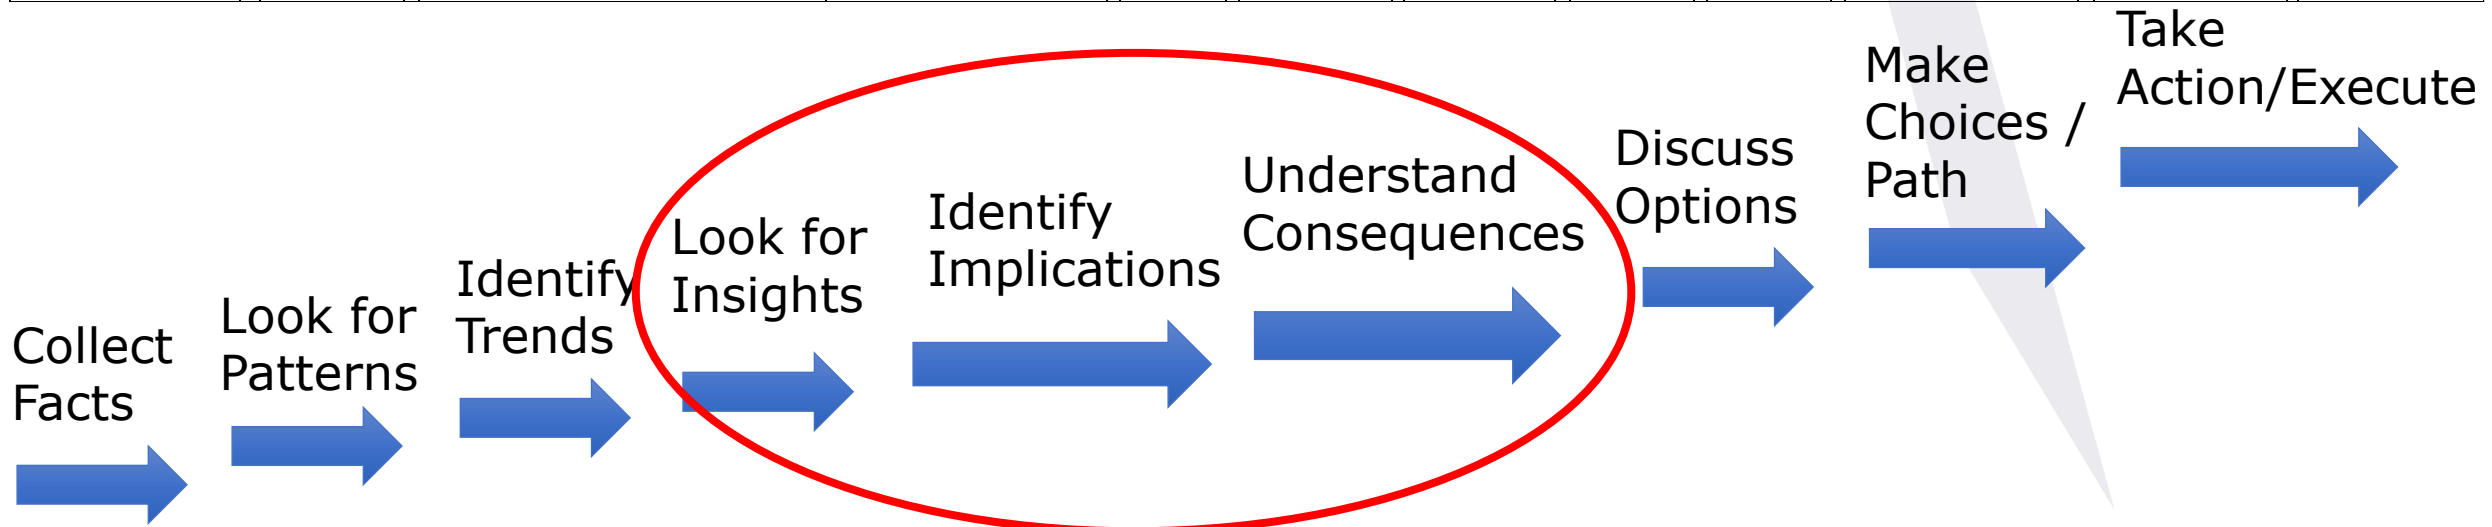 Collect
Facts
Look for
Patterns
Identify
Trends
Look for
Insights
Identify
Implications
Understand
Consequences
Discuss
Options
Make
Choices /
Path
Take
Action/Execute